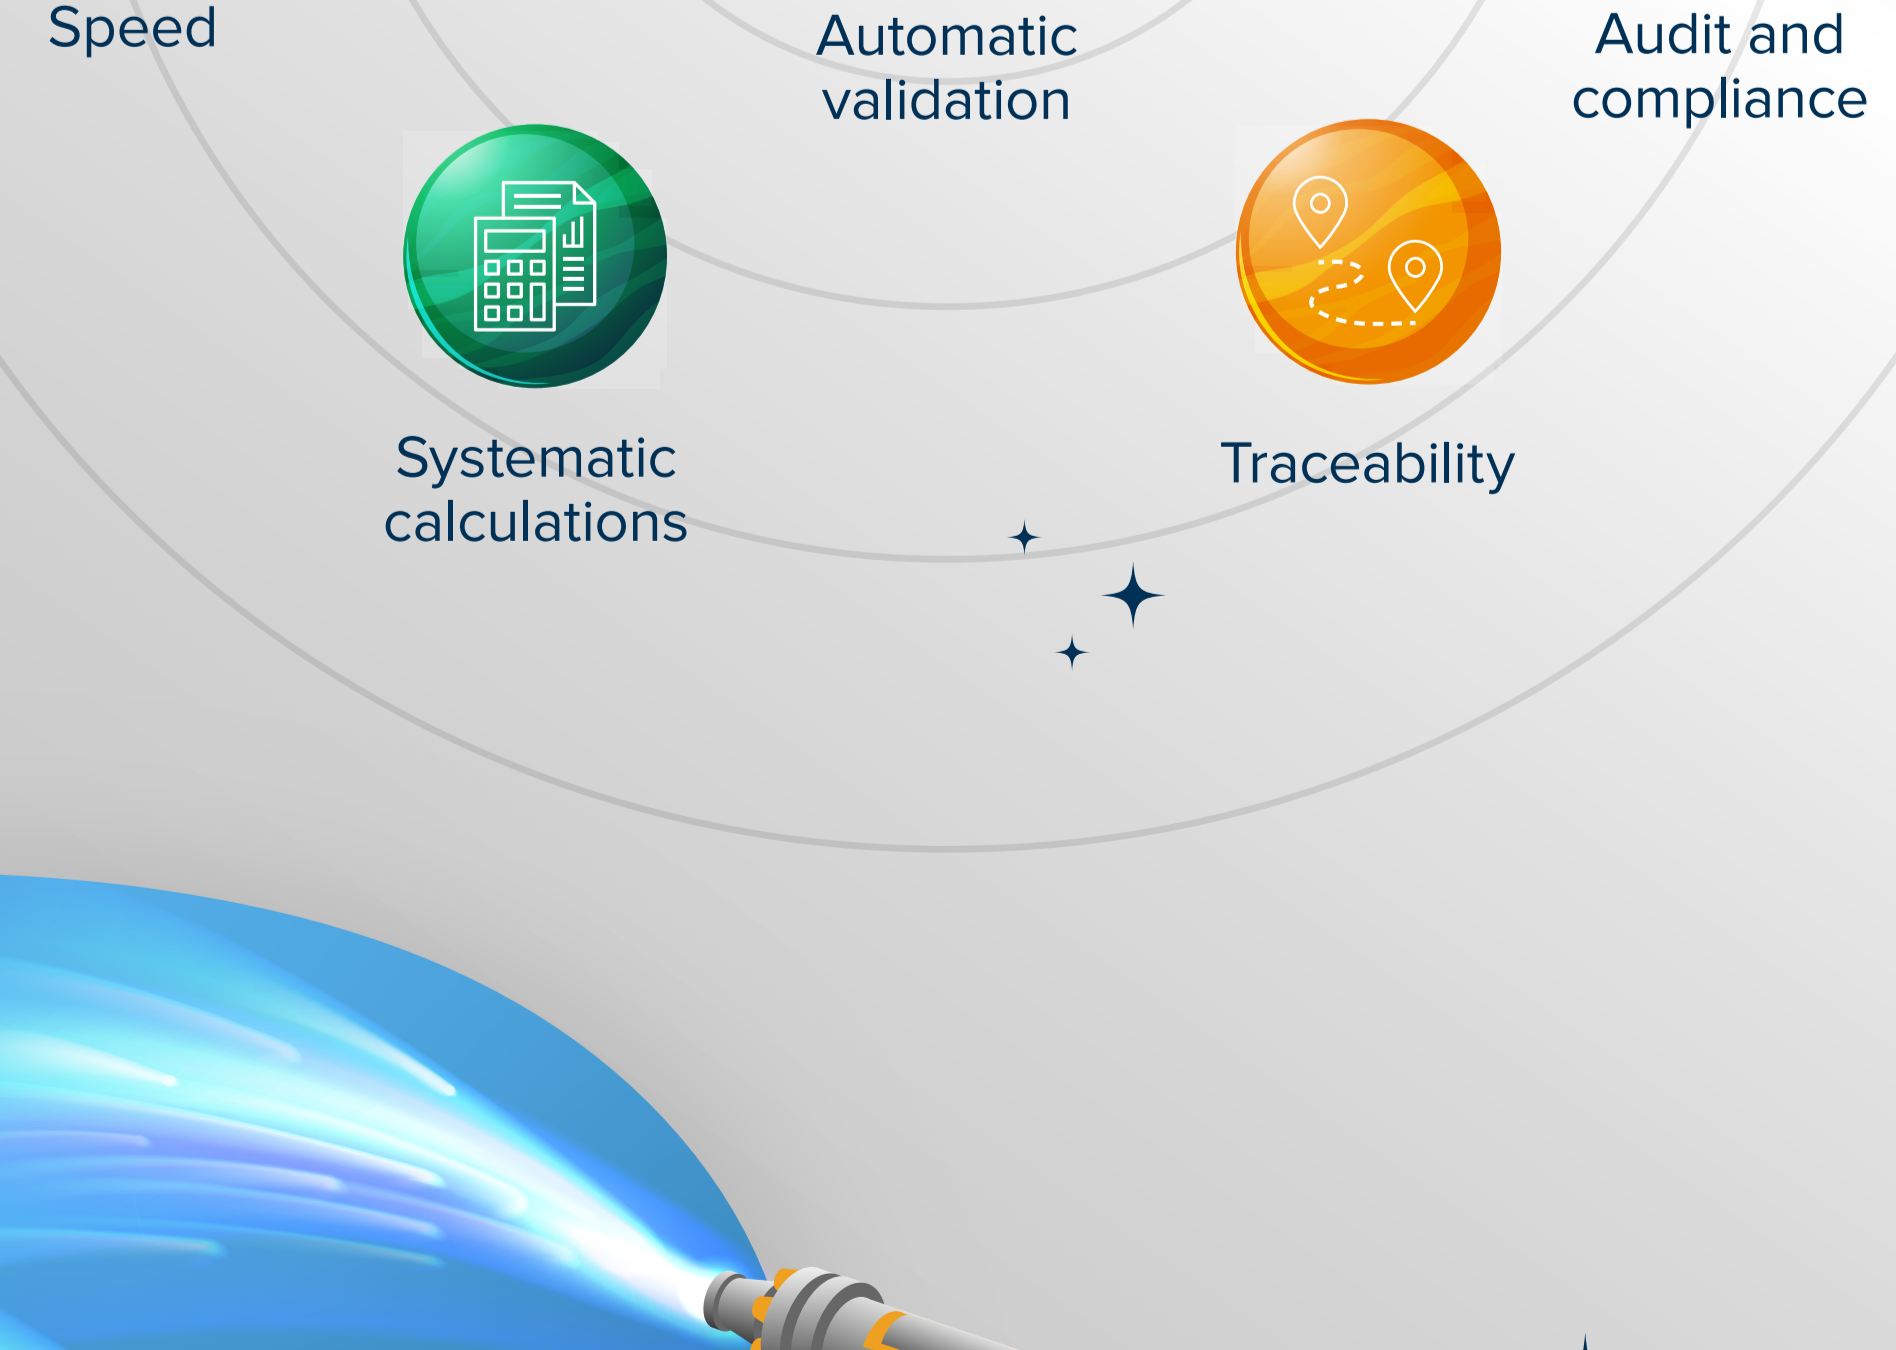 Speed
Automatic
validation
Audit and
compliance
Systematic
calculations
Traceability